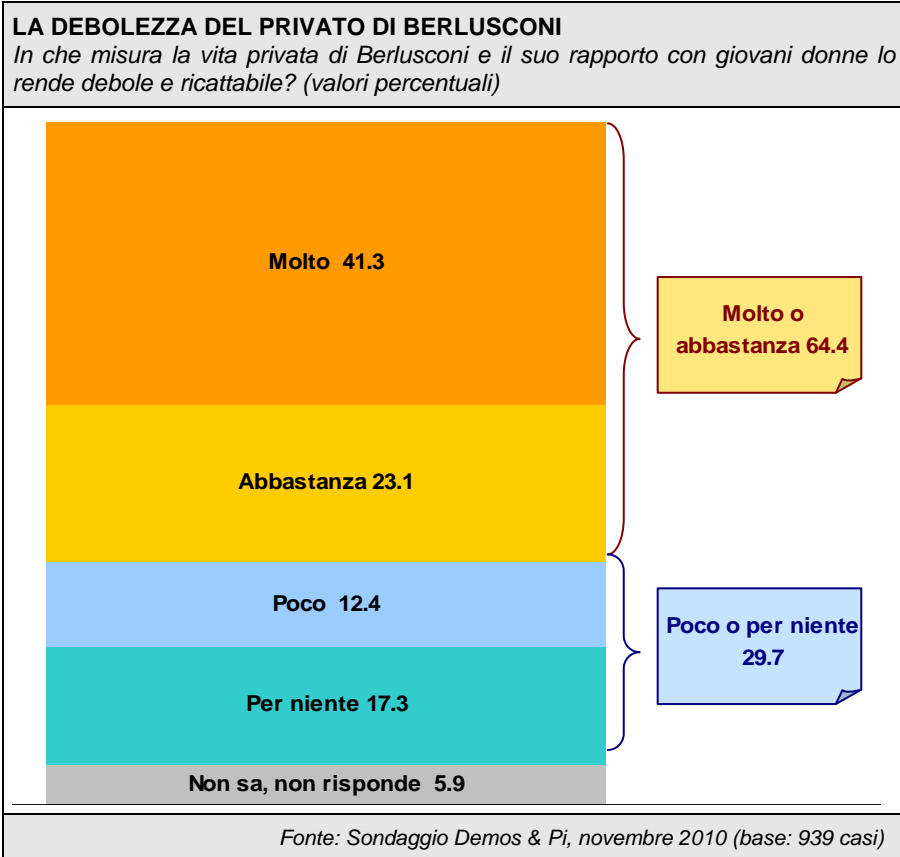 LA DEBOLEZZA DEL PRIVATO DI BERLUSCONI
In che misura la vita privata di Berlusconi e il suo rapporto con giovani donne lo
rende debole e ricattabile? (valori percentuali)
Molto 41.3
Molto o
abbastanza 64.4
Abbastanza 23.1
Poco 12.4
Poco o per niente
29.7
Per niente 17.3
Non sa, non risponde 5.9
Fonte: Sondaggio Demos & Pi, novembre 2010 (base: 939 casi)